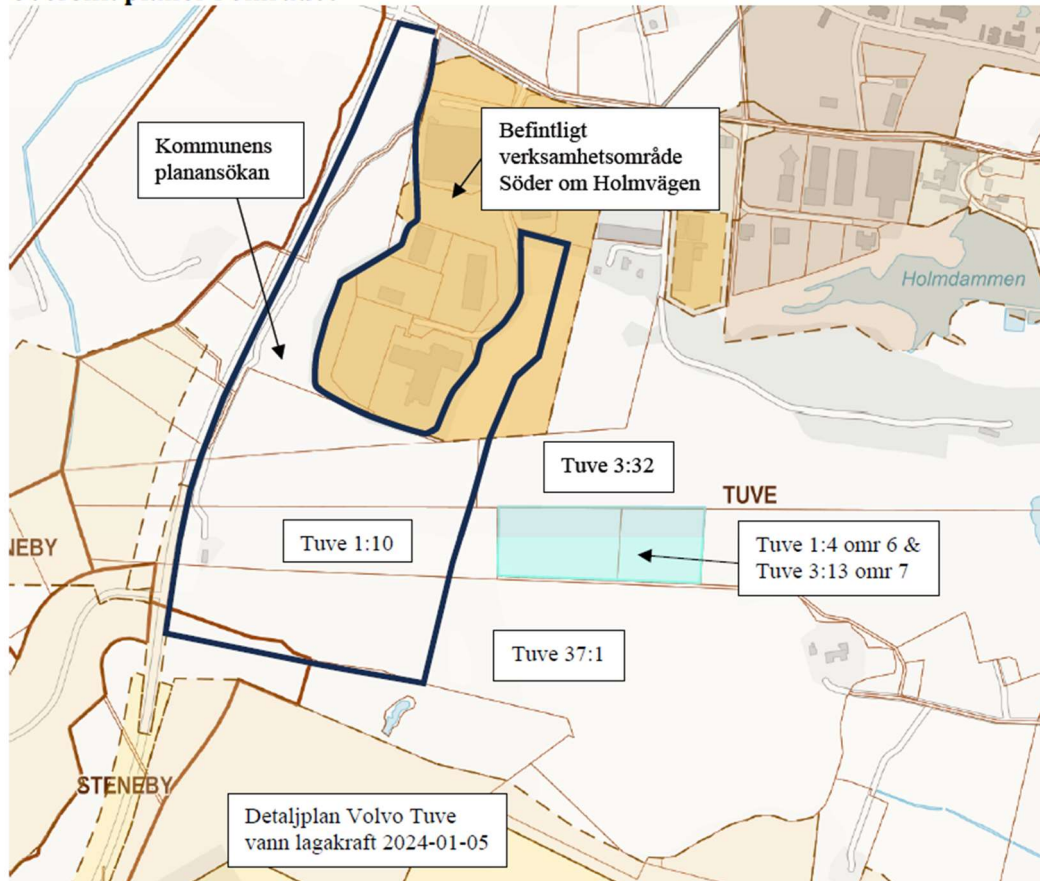 Kommunens
planansökan
Befintligt
verksamhetsområde
Söder om Holmvägen
Holmdammen
Tuve 3:32
TUVE
NEBY
Tuve 1:10
Tuve 1:4 omr 6 &
Tuve 3:13 omr 7
Tuve 37:1
STENEBY
Detaljplan Volvo Tuve
vann lagakraft 2024-01-05